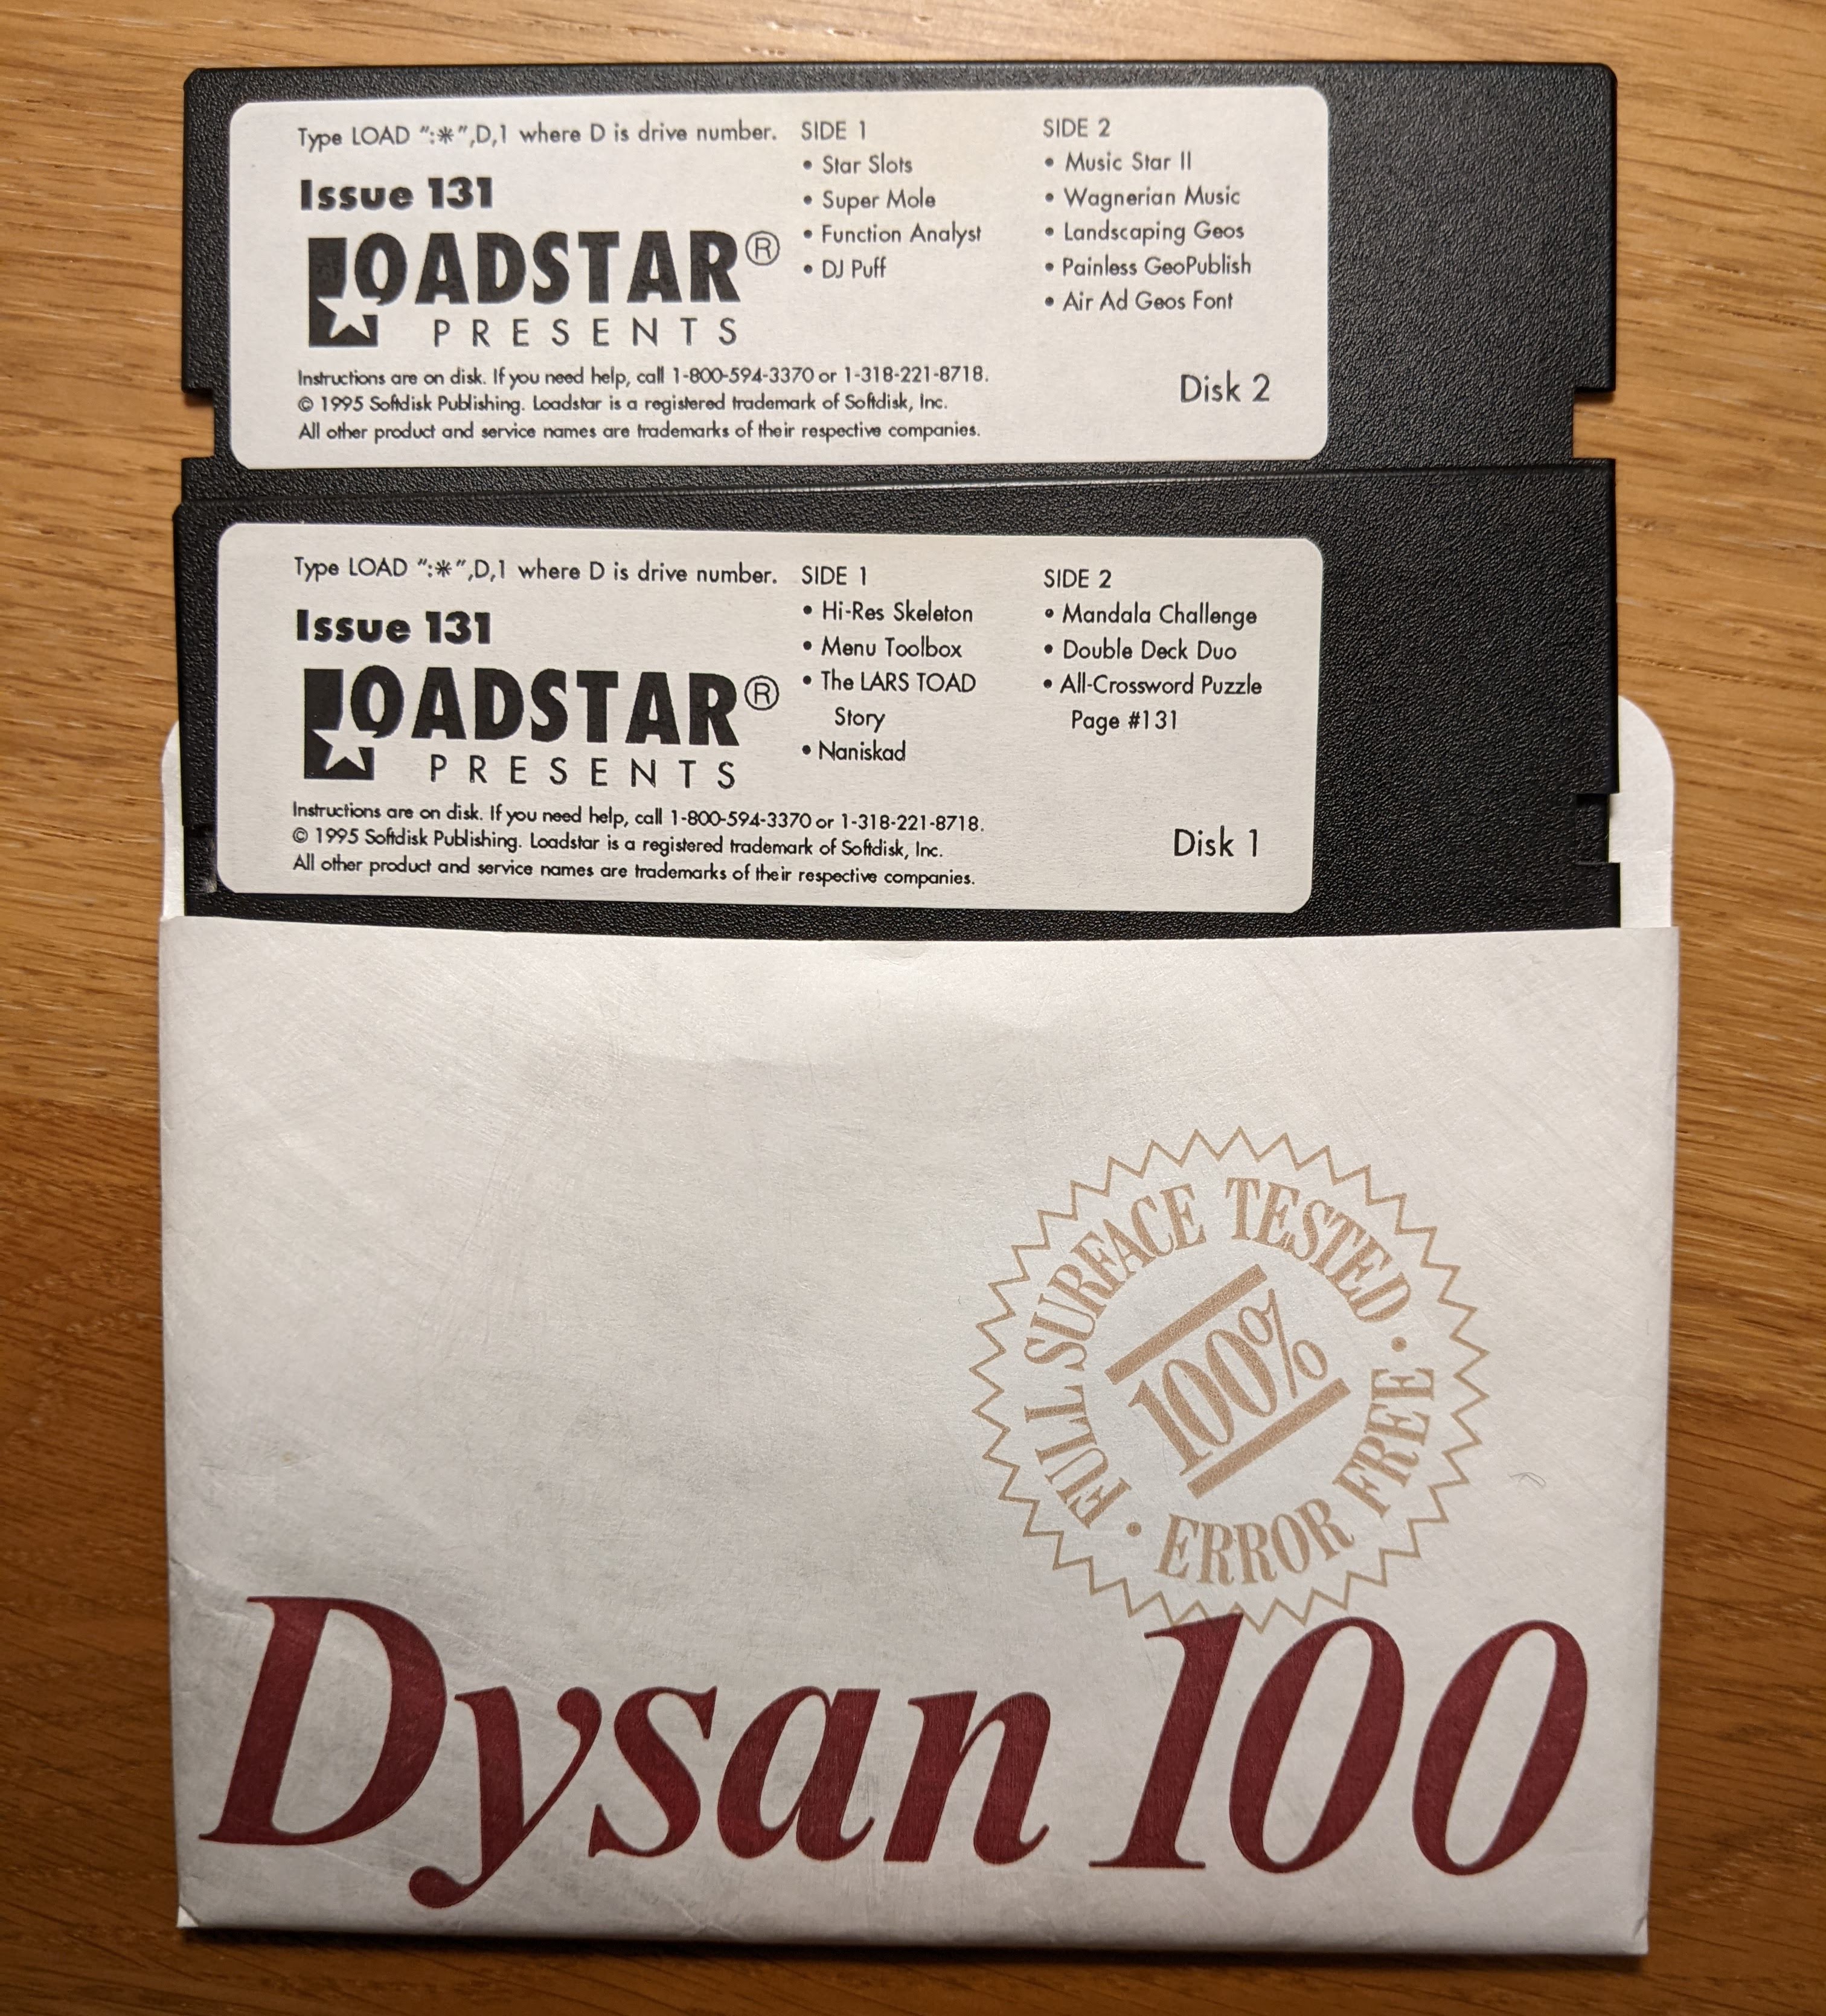 Type LOAD ":*",D,1 where D is drive number.
Issue 131
LOADSTAR®
PRESENTS
SIDE 1
• Star Slots
• Super Mole
• Function Analyst
• DJ Puff
SIDE 2
• Music Star II
• Wagnerian Music
• Landscaping Geos
• Painless GeoPublish
• Air Ad Geos Font
Instructions are on disk. If you need help, call 1-800-594-3370 or 1-318-221-8718.
© 1995 Softdisk Publishing. Loadstar is a registered trademark of Softdisk, Inc.
All other product and service names are trademarks of their respective companies.
Disk 2
Type LOAD ":*",D,1 where D is drive number.
Issue 131
LOADSTAR®
PRESENTS
SIDE 1
• Hi-Res Skeleton
• Menu Toolbox
• The LARS TOAD
Story
• Naniskad
SIDE 2
• Mandala Challenge
• Double Deck Duo
• All-Crossword Puzzle
Page #131
Instructions are on disk. If you need help, call 1-800-594-3370 or 1-318-221-8718.
© 1995 Softdisk Publishing. Loadstar is a registered trademark of Softdisk, Inc.
All other product and service names are trademarks of their respective companies.
Disk 1
FULL SURFACE TESTED •
100%
ERROR FREE •
Dysan 100